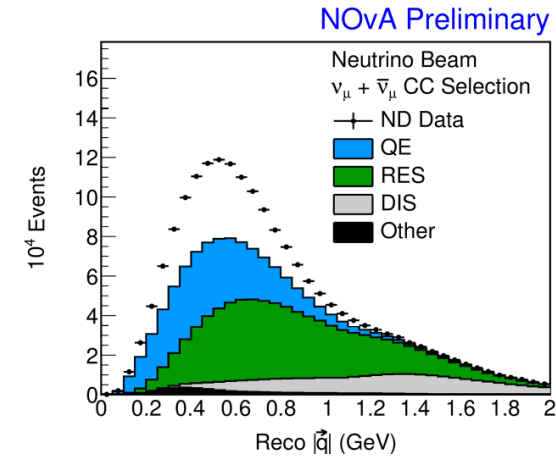 NOvA Preliminary
Neutrino Beam
νμ + ν̄μ CC Selection
ND Data
QE
RES
DIS
Other
10⁴ Events
16
14
12
10
8
6
4
2
0
0 0.2 0.4 0.6 0.8 1 1.2 1.4 1.6 1.8 2
Reco |q⃗| (GeV)